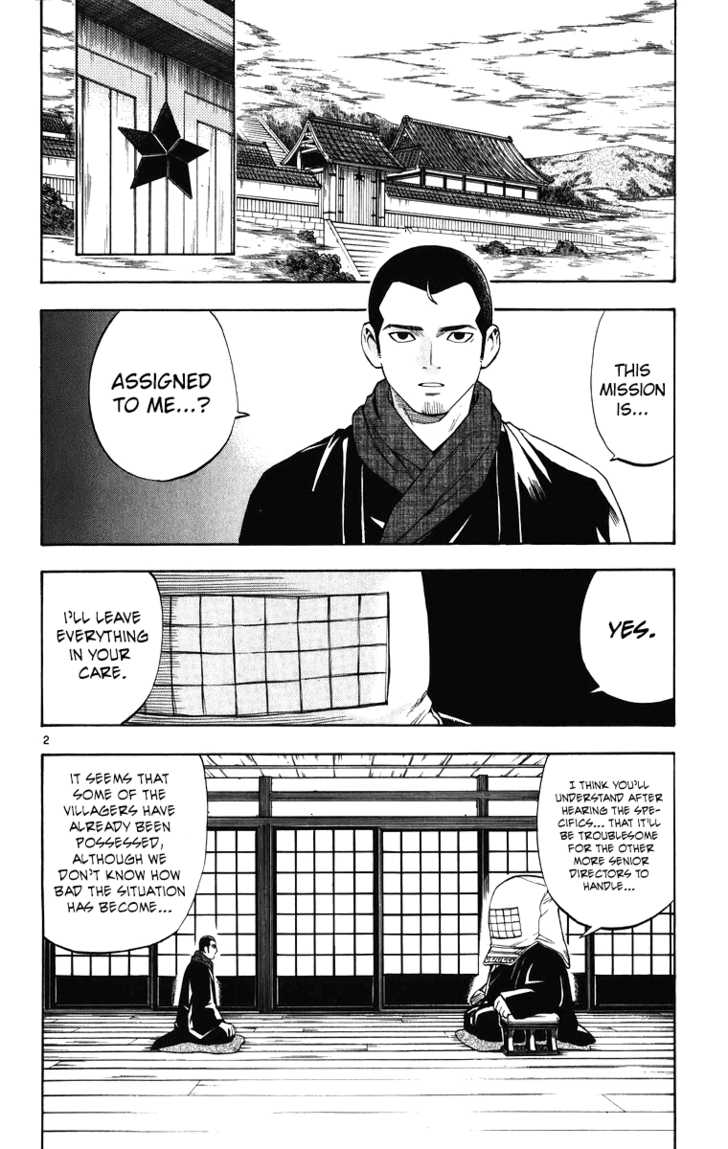 THIS
MISSION
IS...
ASSIGNED
TO ME...?
YES.
I'LL LEAVE
EVERYTHING
IN YOUR
CARE.
2
I THINK YOU'LL
UNDERSTAND AFTER
HEARING THE SPE-
CIFICS... THAT IT'LL
BE TROUBLESOME
FOR THE OTHER
MORE SENIOR
DIRECTORS TO
HANDLE...
IT SEEMS THAT
SOME OF THE
VILLAGERS HAVE
ALREADY BEEN
POSSESSED,
ALTHOUGH WE
DON'T KNOW HOW
BAD THE SITUATION
HAS BECOME...